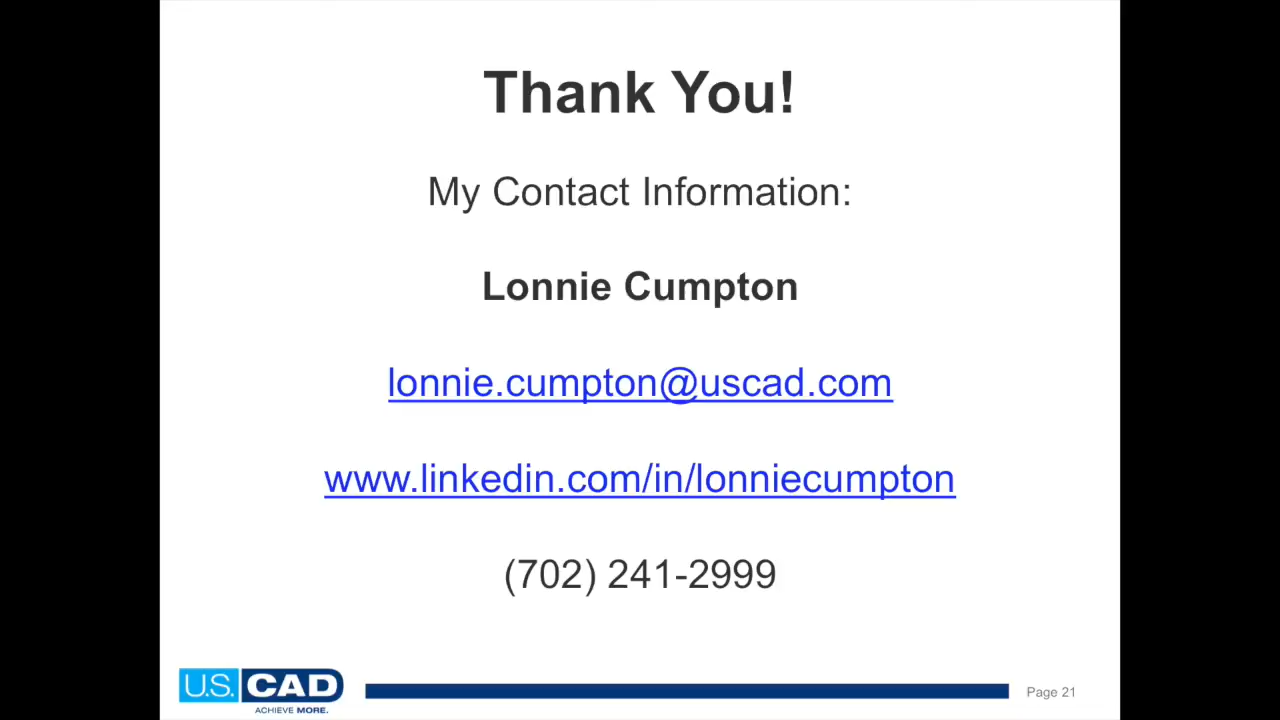 Thank You!
My Contact Information:
Lonnie Cumpton
lonnie.cumpton@uscad.com
www.linkedin.com/in/lonniecumpton
(702) 241-2999
U.S. CAD
ACHIEVE MORE.
Page 21